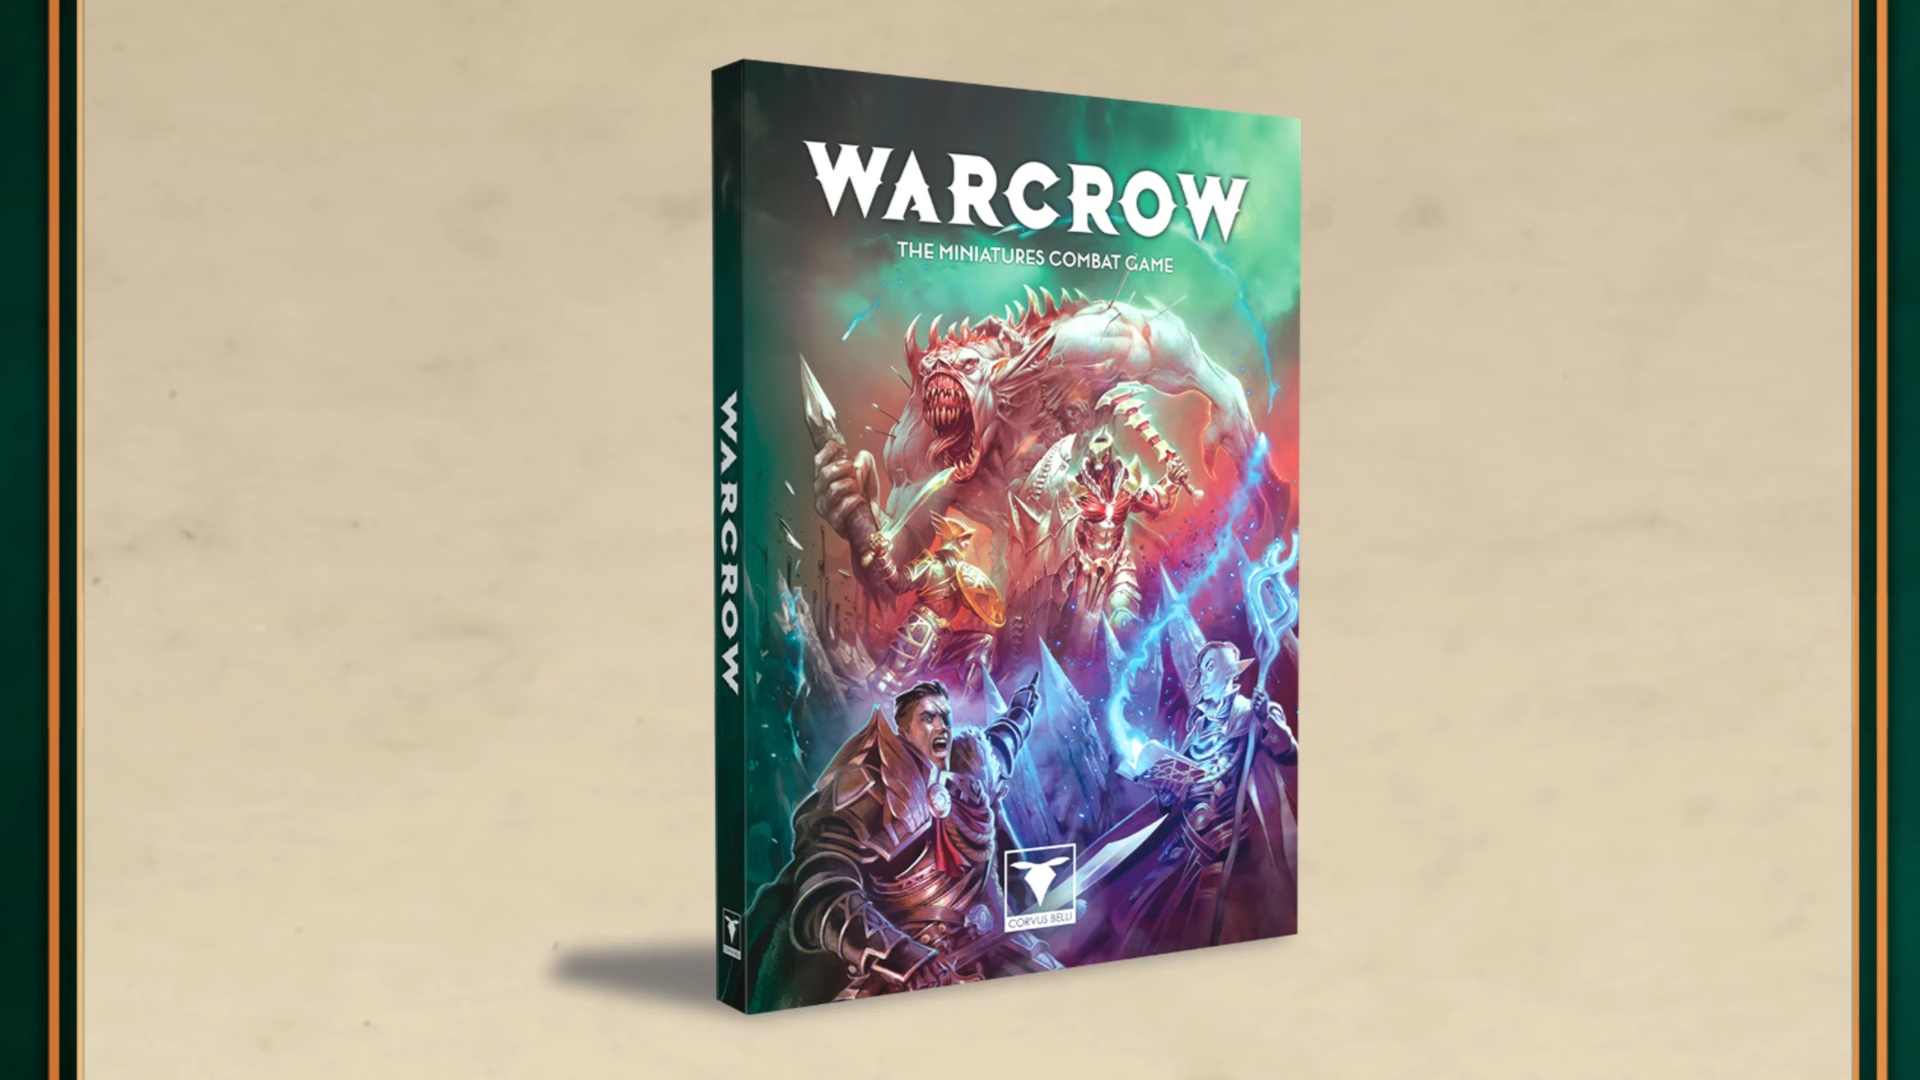 WARCROW
THE MINIATURES COMBAT GAME
WARCROW
CORVUS BELLI